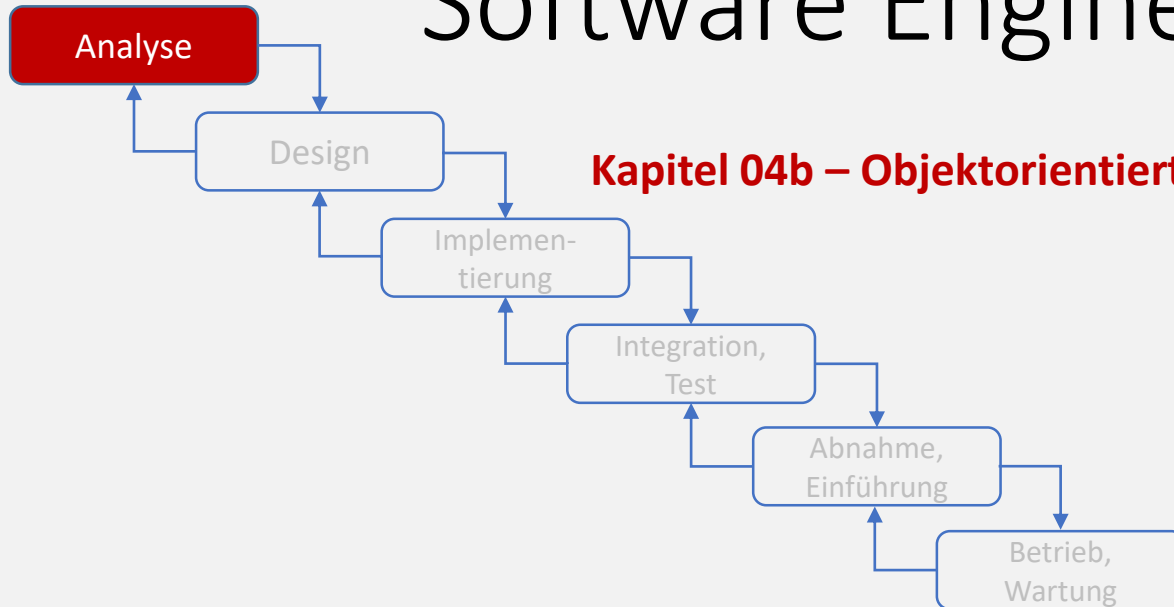 Software Engine
Analyse
Design
Kapitel 04b – Objektorientiert
Implemen-
tierung
Integration,
Test
Abnahme,
Einführung
Betrieb,
Wartung